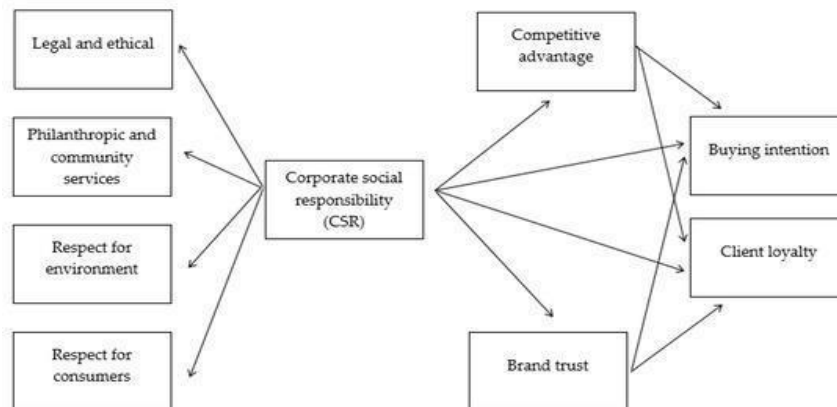 Legal and ethical
Philanthropic and
community
services
Respect for
environment
Respect for
consumers
Corporate social
responsibility
(CSR)
Competitive
advantage
Brand trust
Buying intention
Client loyalty